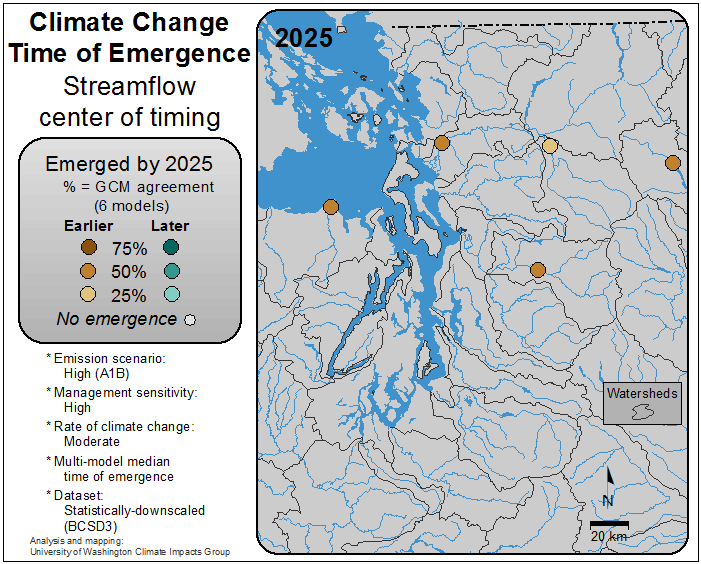 Climate Change
Time of Emergence
Streamflow
center of timing
Emerged by 2025
% = GCM agreement
(6 models)
Earlier Later
75%
50%
25%
No emergence
* Emission scenario:
High (A1B)
* Management sensitivity:
High
* Rate of climate change:
Moderate
* Multi-model median
time of emergence
* Dataset:
Statistically-downscaled
(BCSD3)
Analysis and mapping:
University of Washington Climate Impacts Group
2025
Watersheds
N
20 km